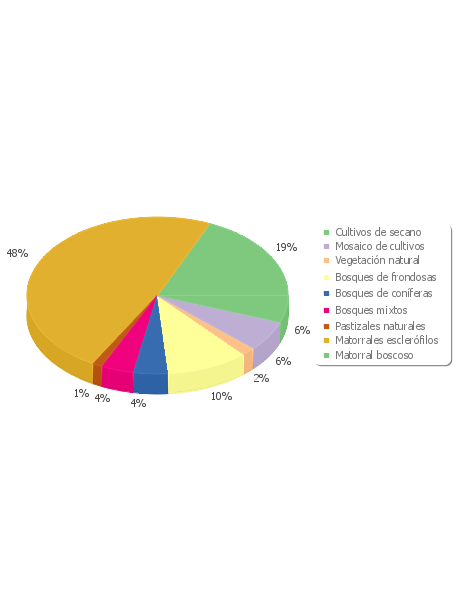 19%
48%
6%
6%
2%
10%
4%
4%
1%
Cultivos de secano
Mosaico de cultivos
Vegetación natural
Bosques de frondosas
Bosques de coníferas
Bosques mixtos
Pastizales naturales
Matorrales esclerófilos
Matorral boscoso